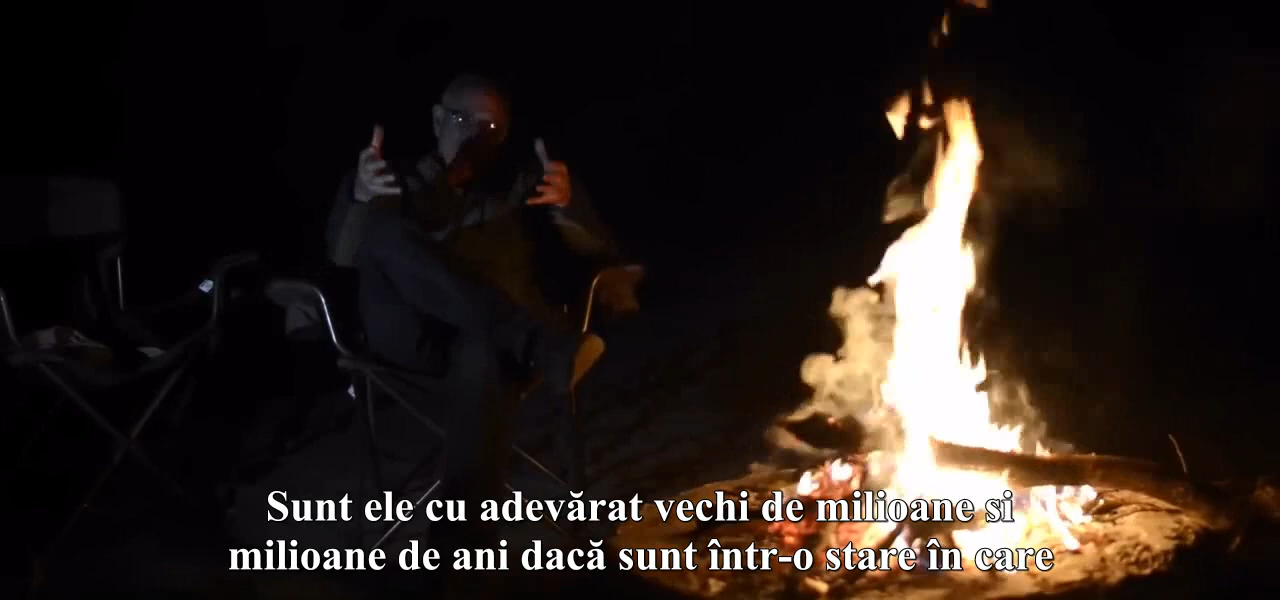 Sunt ele cu adevărat vechi de milioane si
milioane de ani dacă sunt într-o stare în care